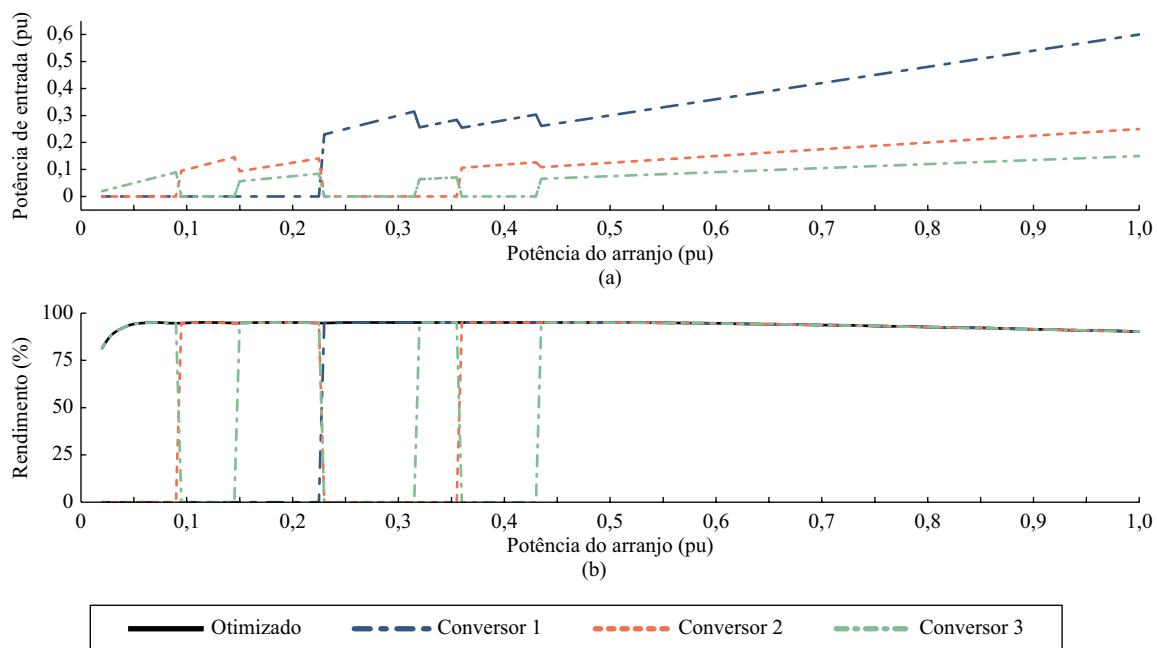 (a)
Potência de entrada (pu)
0,6
0,5
0,4
0,3
0,2
0,1
0
0 0,1 0,2 0,3 0,4 0,5 0,6 0,7 0,8 0,9 1,0
Potência do arranjo (pu)
(a)
Rendimento (%)
100
75
50
25
0
0 0,1 0,2 0,3 0,4 0,5 0,6 0,7 0,8 0,9 1,0
Potência do arranjo (pu)
(b)
Otimizado Conversor 1 Conversor 2 Conversor 3